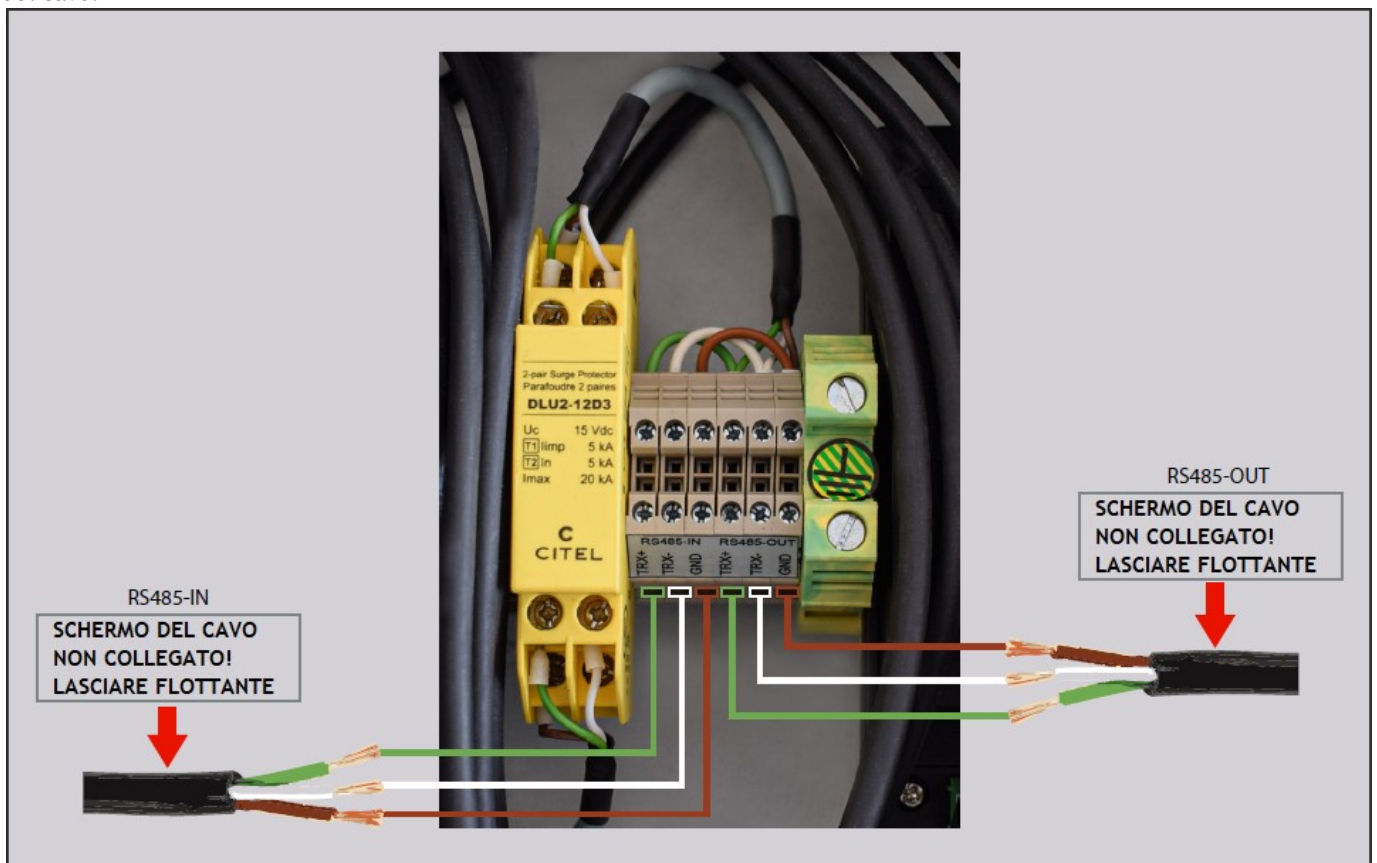 2-pair Surge Protector
Parafoudre 2 paires
DLU2-12D3
Uc 15 Vdc
T1 Iimp 5 kA
T2 In 5 kA
Imax 20 kA
C
CITEL
RS485-IN RS485-OUT
TRX+ TRX- GND TRX+ TRX- GND
RS485-OUT
SCHERMO DEL CAVO
NON COLLEGATO!
LASCIARE FLOTTANTE
RS485-IN
SCHERMO DEL CAVO
NON COLLEGATO!
LASCIARE FLOTTANTE